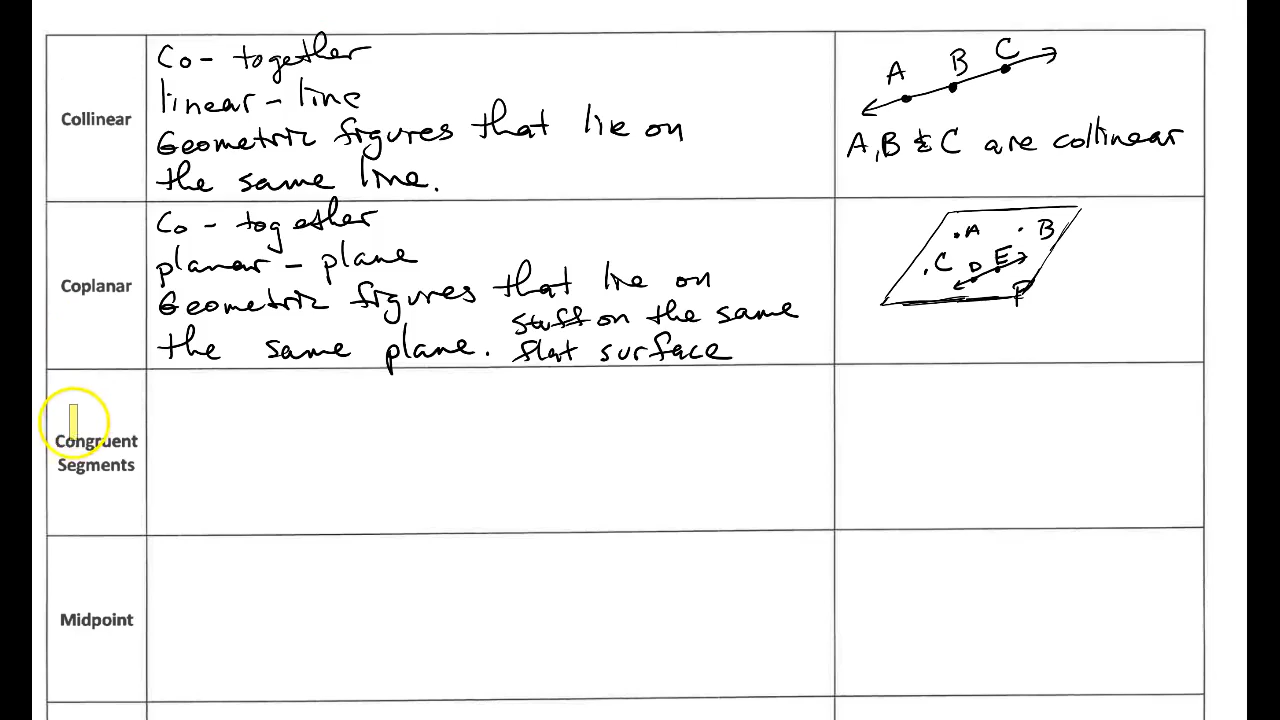 Collinear
Co - together
linear - line
Geometric figures that lie on
the same line.
A B C
A, B & C are collinear
Coplanar
Co - together
planar - plane
Geometric figures that lie on
the same plane.
stuff on the same
flat surface
A B
C D E
P
Congruent
Segments
Midpoint